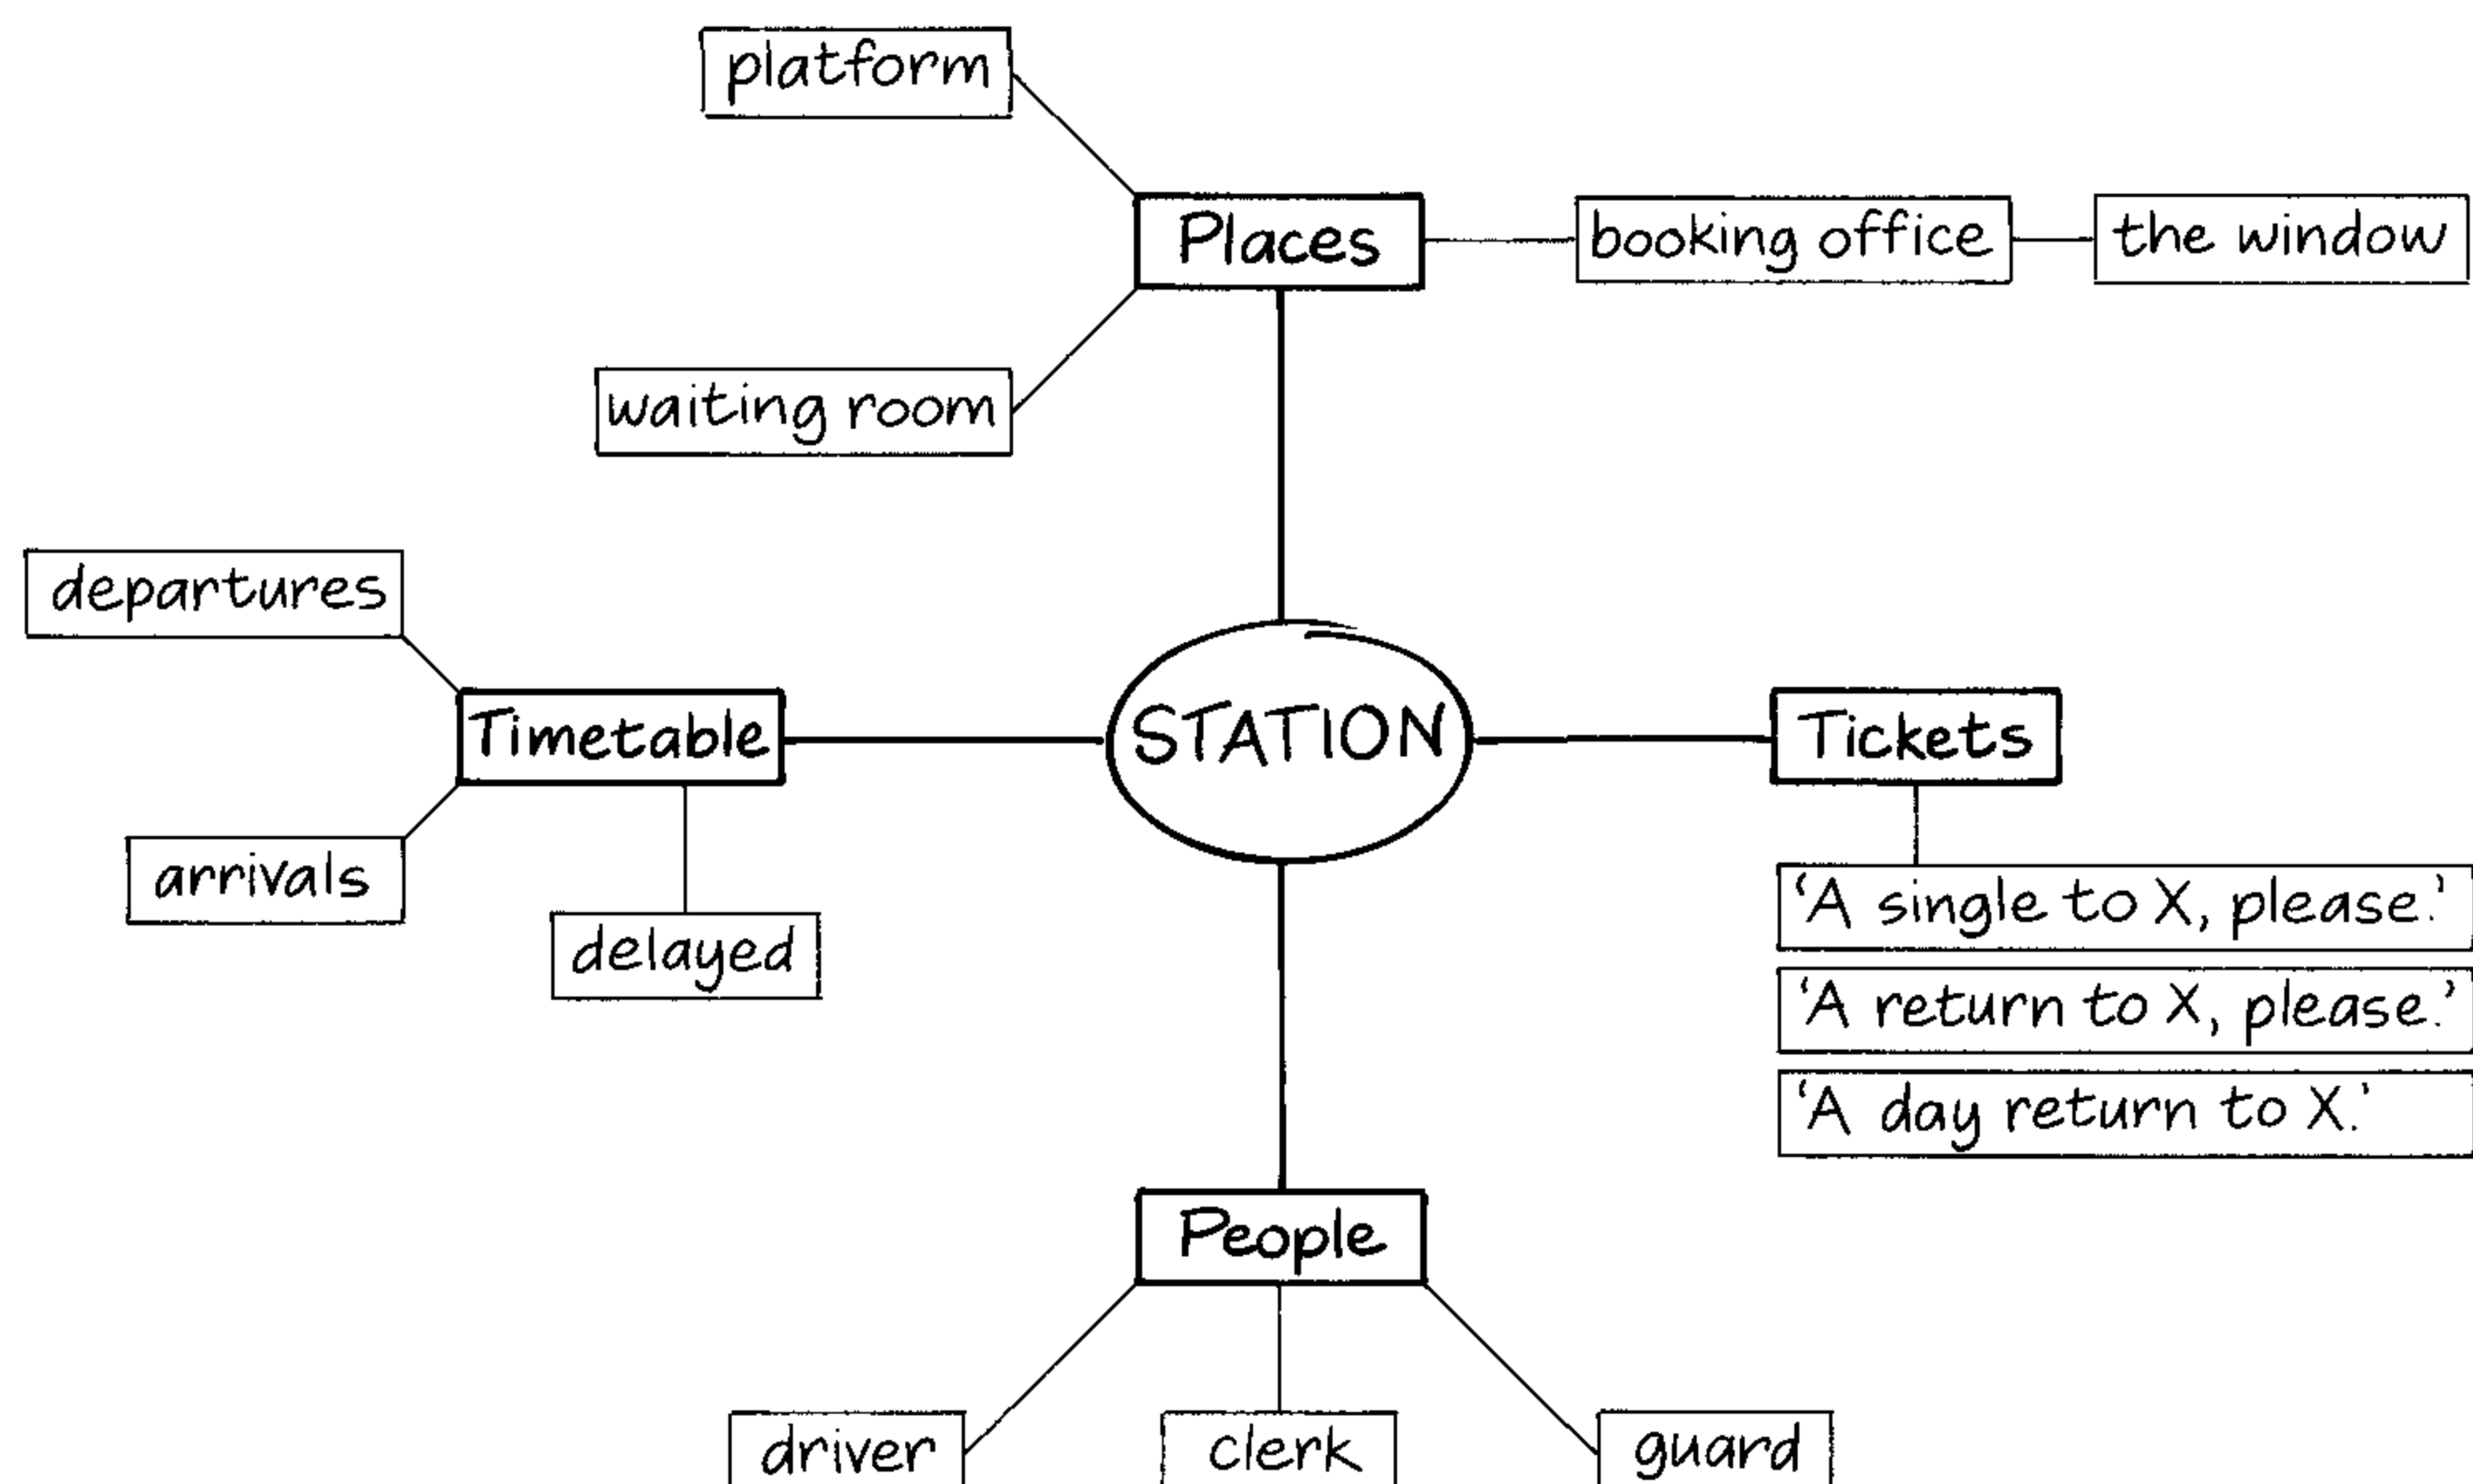 platform
Places
booking office
the window
waiting room
departures
Timetable
STATION
Tickets
arrivals
delayed
‘A single to X, please.’
‘A return to X, please.’
‘A day return to X.’
People
driver
clerk
guard